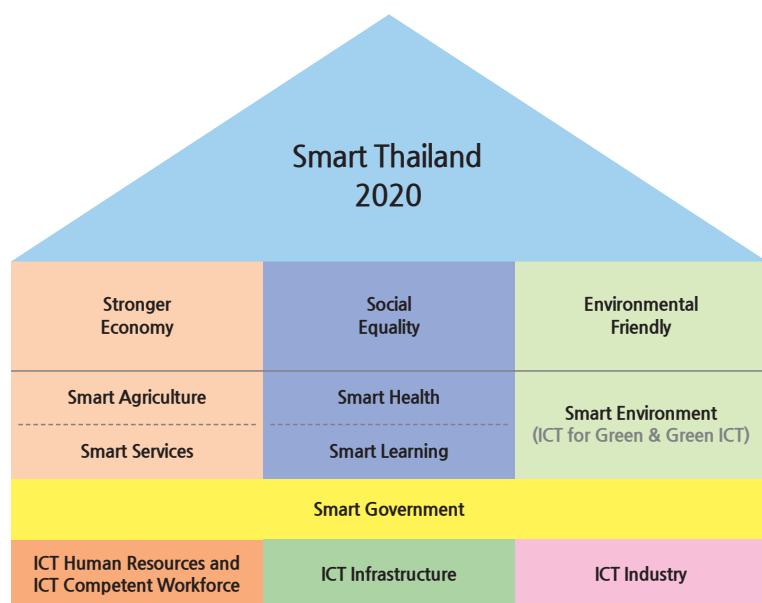 Smart Thailand
2020
Stronger
Economy
Social
Equality
Environmental
Friendly
Smart Agriculture
Smart Services
Smart Health
Smart Learning
Smart Environment
(ICT for Green & Green ICT)
Smart Government
ICT Human Resources and
ICT Competent Workforce
ICT Infrastructure
ICT Industry